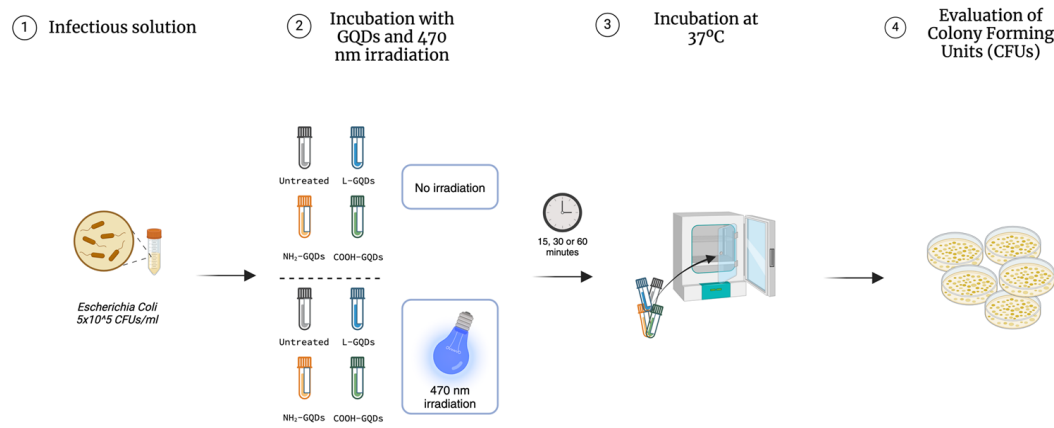 1
Infectious solution
2
Incubation with
GQDs and 470
nm irradiation
3
Incubation at
37ºC
4
Evaluation of
Colony Forming
Units (CFUs)
Untreated
L-GQDs
NH₂-GQDs
COOH-GQDs
No irradiation
Untreated
L-GQDs
NH₂-GQDs
COOH-GQDs
470 nm
irradiation
Escherichia Coli
5x10^5 CFUs/ml
15, 30 or 60
minutes